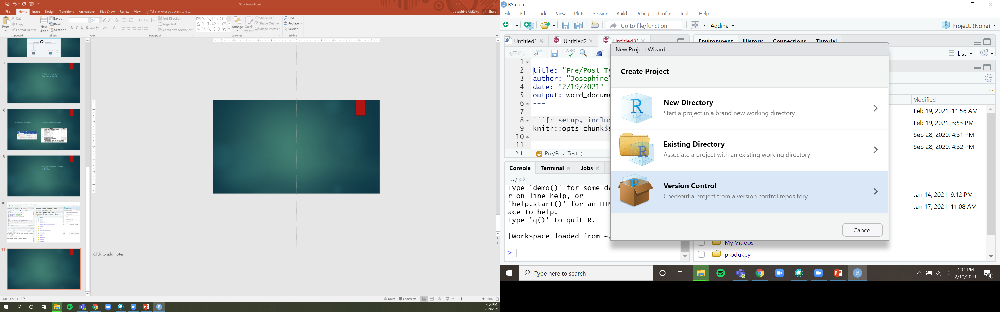 Git - PowerPoint
File Home Insert Design Transitions Animations Slide Show Review View Tell me what you want to do...
Josephine McKelvy Share
Paste Cut Copy Format Painter
New Slide Layout Reset Section
24
Text Direction Align Text Convert to SmartArt
Arrange Quick Styles Shape Fill Shape Outline Shape Effects
Find Replace Select
Clipboard Slides Font Paragraph Drawing Editing
7
Pull down changes
(like from a cloud)
8
Save your changes Commit your changes
9
Push your local commits
to GitHub
10
11
Click to add notes
Slide 11 of 11
Notes Comments 50%
4:04 PM
2/19/2021
RStudio
File Edit Code View Plots Session Build Debug Profile Tools Help
Go to file/function Addins Project: (None)
Untitled1 Untitled2 Untitled3*
Environment History Connections Tutorial
List
1 ---
2 title: "Pre/Post Te
3 author: "Josephine"
4 date: "2/19/2021"
5 output: word_docume
6 ---
7
8 ```{r setup, includ
9 knitr::opts_chunk$s
10 ```
11
2:1 Pre/Post Test
Console Terminal Jobs
~/
Type 'demo()' for some de
r on-line help, or
'help.start()' for an HTM
ace to help.
Type 'q()' to quit R.
[Workspace loaded from ~/
>
New Project Wizard
Create Project
New Directory
Start a project in a brand new working directory
Existing Directory
Associate a project with an existing working directory
Version Control
Checkout a project from a version control repository
Cancel
Modified
Feb 19, 2021, 11:56 AM
Feb 19, 2021, 3:53 PM
Sep 28, 2020, 4:31 PM
Sep 28, 2020, 4:32 PM
Jan 14, 2021, 9:12 PM
Jan 17, 2021, 11:08 AM
My Videos
produkey
Type here to search
4:04 PM
2/19/2021
4